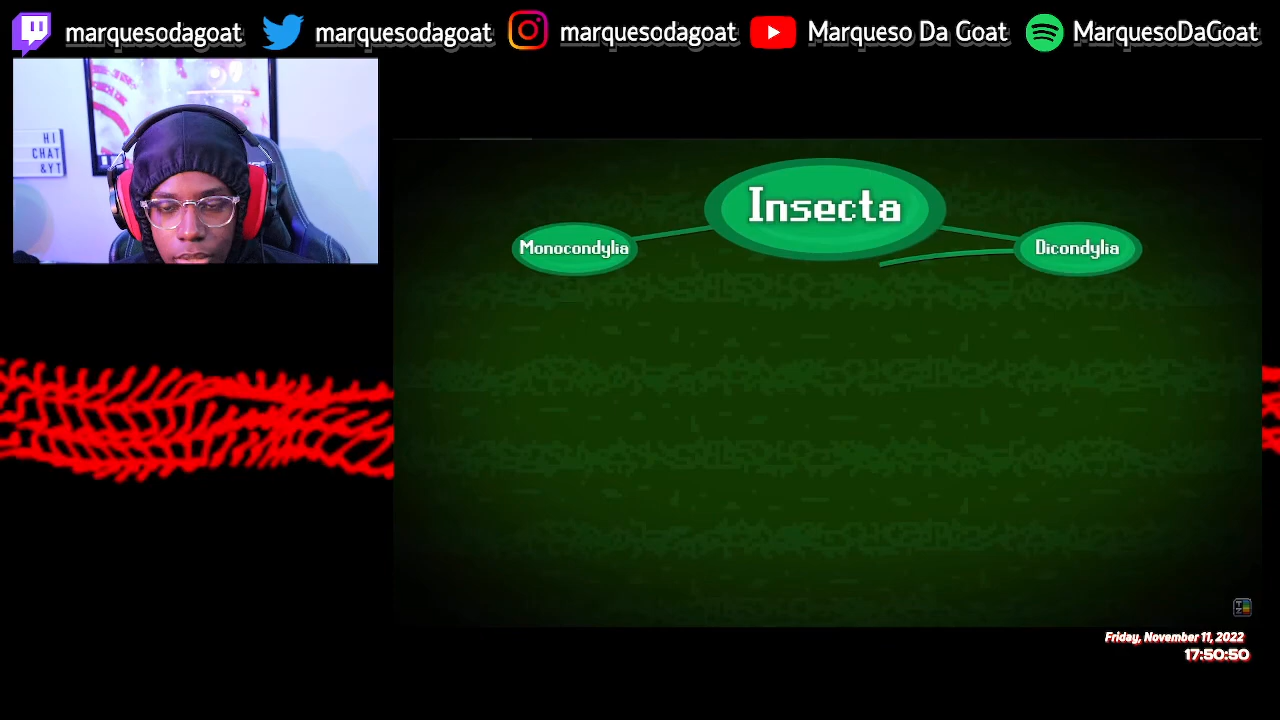 marquesodagoat marquesodagoat marquesodagoat Marqueso Da Goat MarquesoDaGoat
HI
CHAT
&YT
Insecta
Monocondylia
Dicondylia
Friday, November 11, 2022
17:50:50